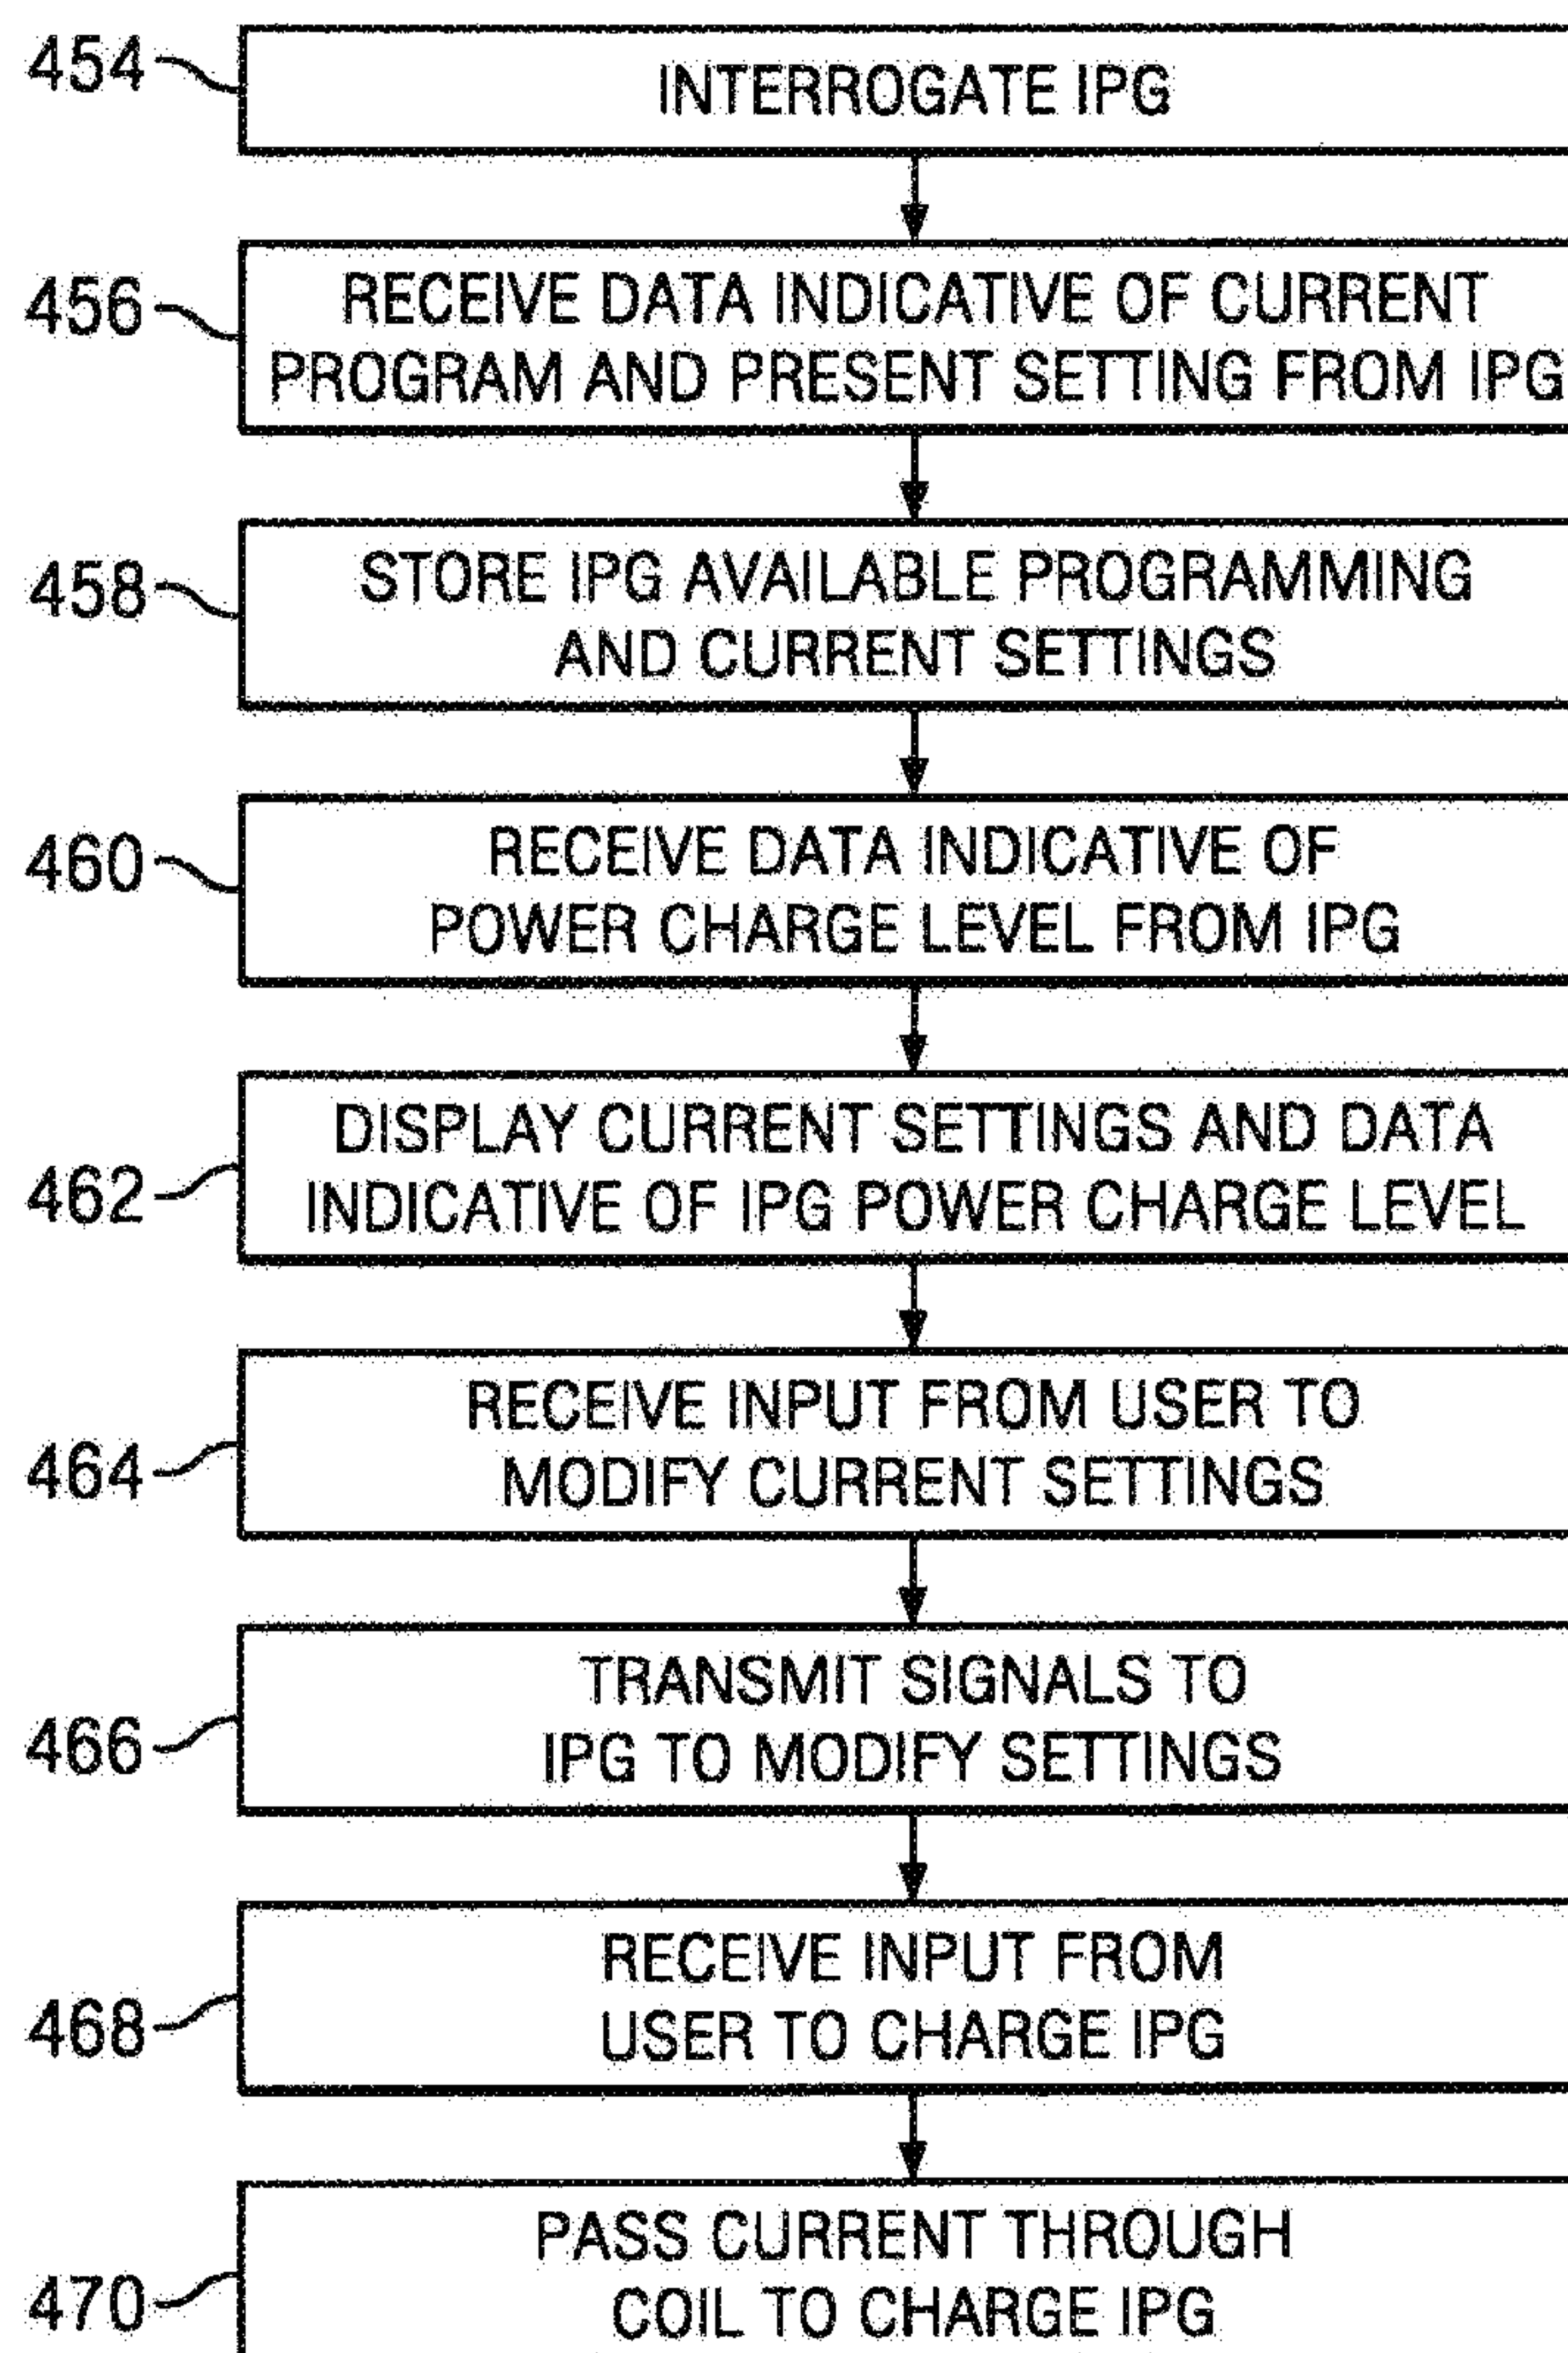 454
INTERROGATE IPG
456
RECEIVE DATA INDICATIVE OF CURRENT
PROGRAM AND PRESENT SETTING FROM IPG
458
STORE IPG AVAILABLE PROGRAMMING
AND CURRENT SETTINGS
460
RECEIVE DATA INDICATIVE OF
POWER CHARGE LEVEL FROM IPG
462
DISPLAY CURRENT SETTINGS AND DATA
INDICATIVE OF IPG POWER CHARGE LEVEL
464
RECEIVE INPUT FROM USER TO
MODIFY CURRENT SETTINGS
466
TRANSMIT SIGNALS TO
IPG TO MODIFY SETTINGS
468
RECEIVE INPUT FROM
USER TO CHARGE IPG
470
PASS CURRENT THROUGH
COIL TO CHARGE IPG